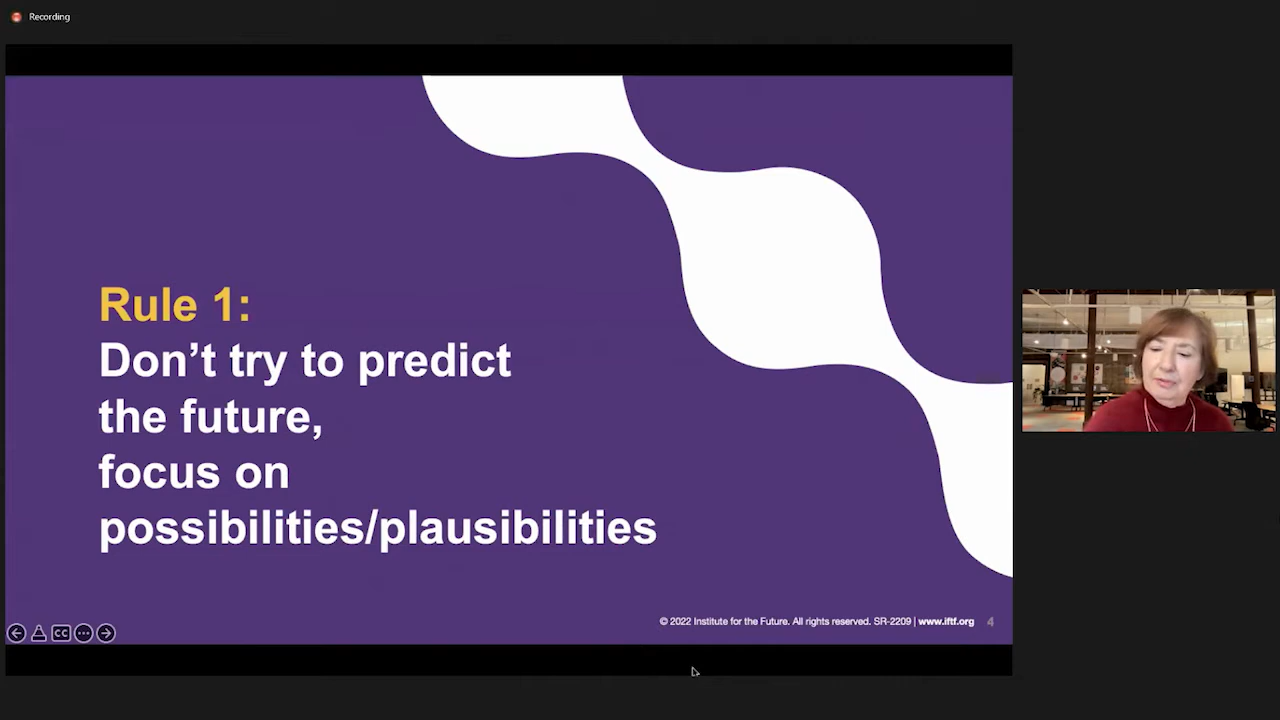 Recording
Rule 1:
Don’t try to predict
the future,
focus on
possibilities/plausibilities
CC
© 2022 Institute for the Future. All rights reserved. SR-2209 | www.iftf.org 4